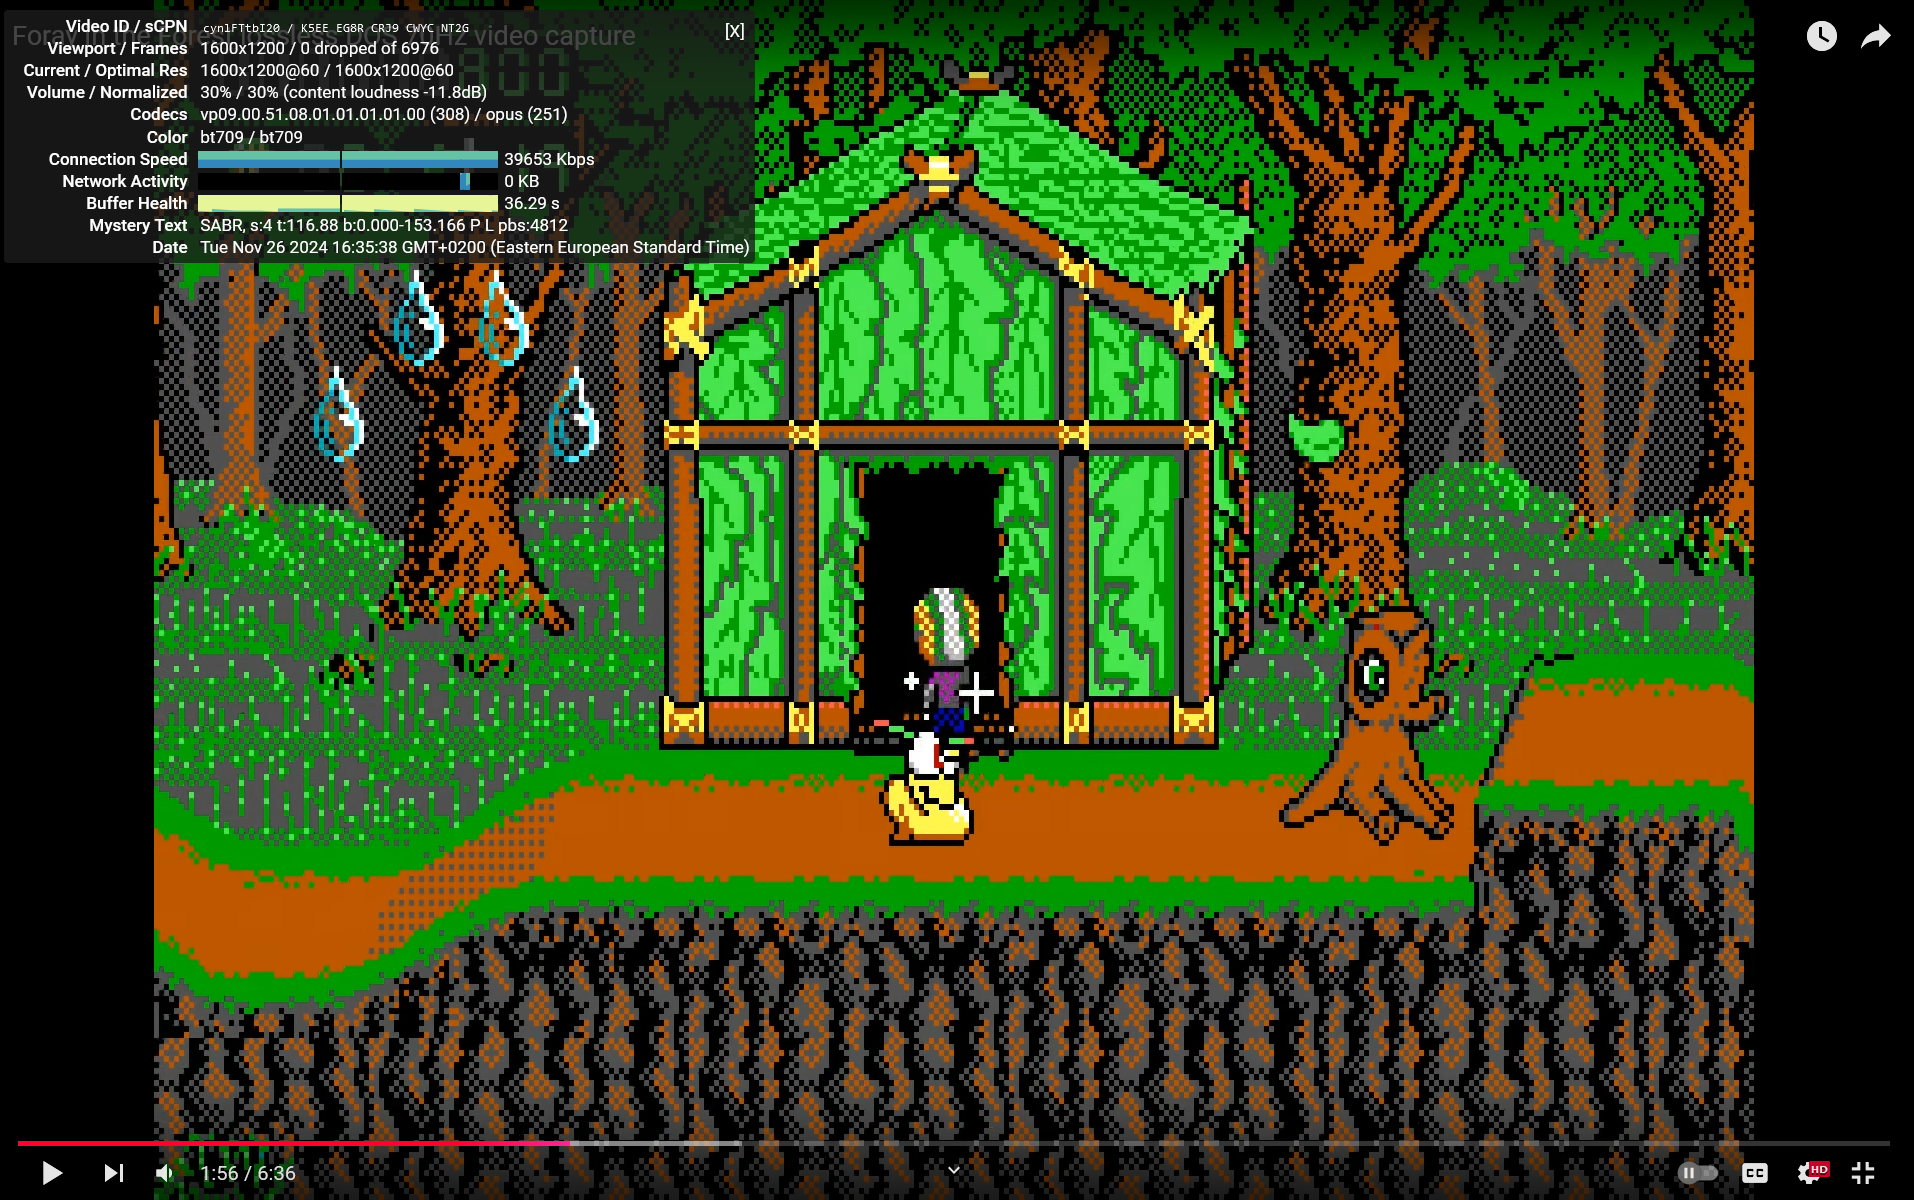 Video ID / sCPN cynlFTtbI20 / K5EE EG8R CRJ9 CWYC NT2G
video capture
[X]
Viewport / Frames 1600x1200 / 0 dropped of 6976
Current / Optimal Res 1600x1200@60 / 1600x1200@60
Volume / Normalized 30% / 30% (content loudness -11.8dB)
Codecs vp09.00.51.08.01.01.01.01.00 (308) / opus (251)
Color bt709 / bt709
Connection Speed 39653 Kbps
Network Activity 0 KB
Buffer Health 36.29 s
Mystery Text SABR, s:4 t:116.88 b:0.000-153.166 P L pbs:4812
Date Tue Nov 26 2024 16:35:38 GMT+0200 (Eastern European Standard Time)
1:56 / 6:36
CC
HD